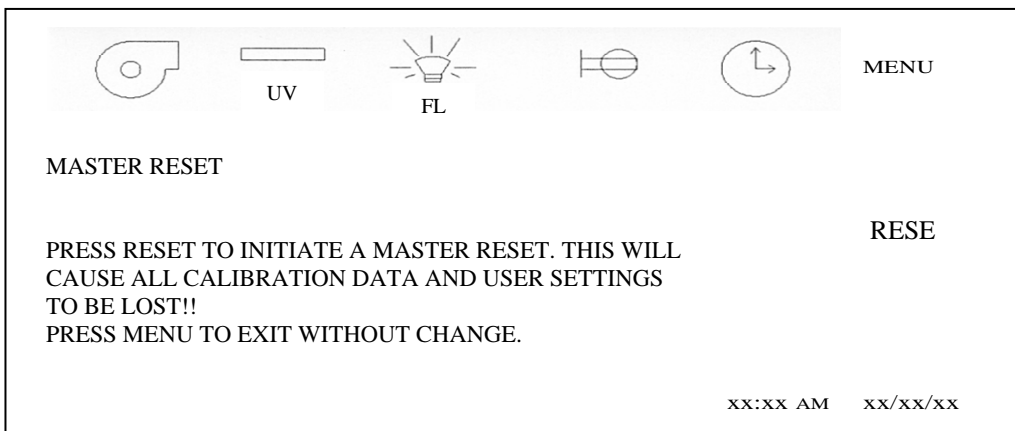 MENU
UV
FL
MASTER RESET
RESE
PRESS RESET TO INITIATE A MASTER RESET. THIS WILL
CAUSE ALL CALIBRATION DATA AND USER SETTINGS
TO BE LOST!!
PRESS MENU TO EXIT WITHOUT CHANGE.
xx:xx AM xx/xx/xx